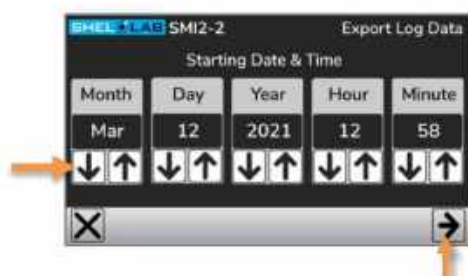 SHEL LAB SMI2-2 Export Log Data
Starting Date & Time
Month Day Year Hour Minute
Mar 12 2021 12 58